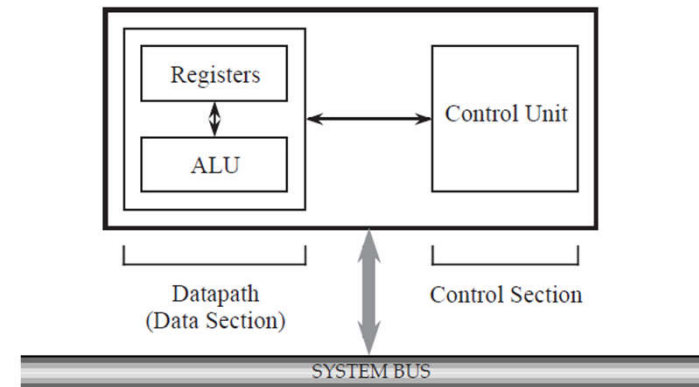 Registers
ALU
Control Unit
Datapath
(Data Section)
Control Section
SYSTEM BUS